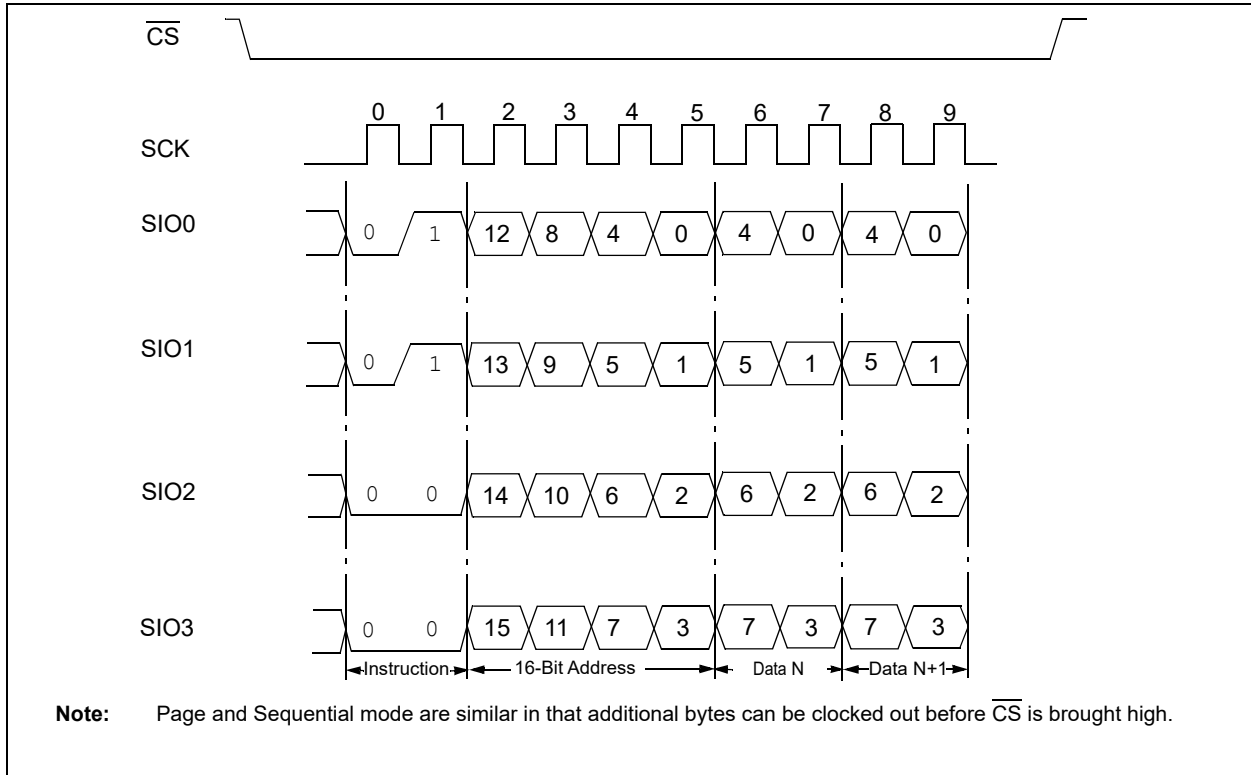 CS
0 1 2 3 4 5 6 7 8 9
SCK
SIO0 0 1 12 8 4 0 4 0 4 0
SIO1 0 1 13 9 5 1 5 1 5 1
SIO2 0 0 14 10 6 2 6 2 6 2
SIO3 0 0 15 11 7 3 7 3 7 3
Instruction 16-Bit Address Data N Data N+1
Note: Page and Sequential mode are similar in that additional bytes can be clocked out before CS is brought high.